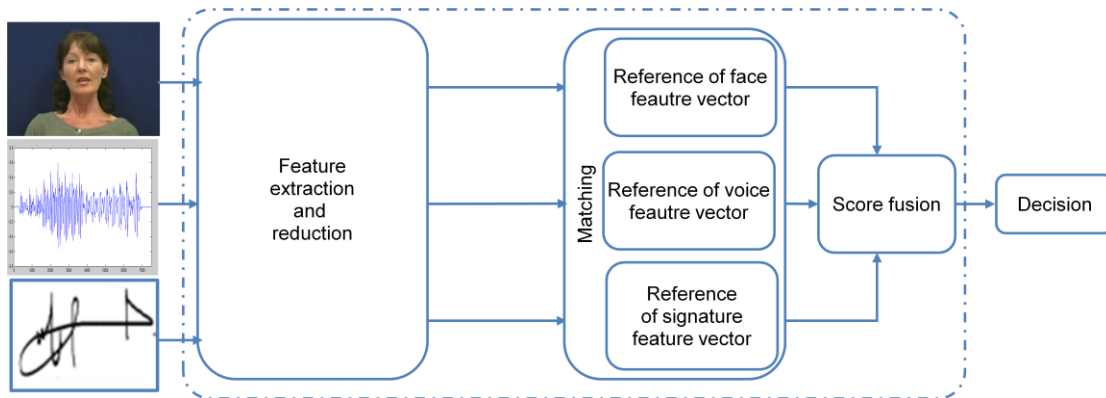 Feature
extraction
and
reduction
Matching
Reference of face
feautre vector
Reference of voice
feautre vector
Reference
of signature
feature vector
Score fusion
Decision